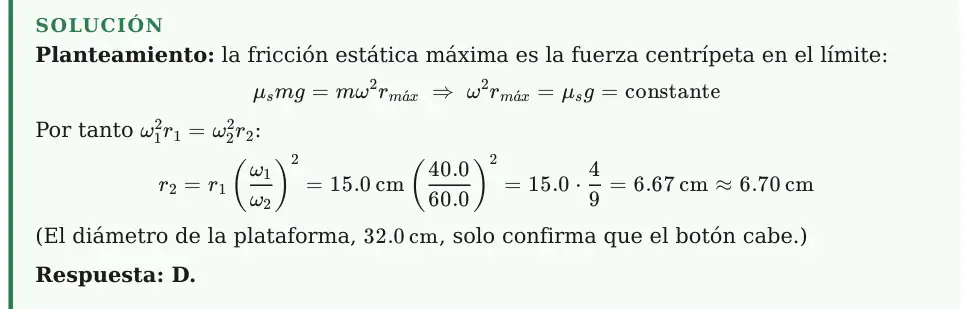 SOLUCIÓN
Planteamiento: la fricción estática máxima es la fuerza centrípeta en el límite:
μₛmg = mω²r_máx ⇒ ω²r_máx = μₛg = constante
Por tanto ω₁²r₁ = ω₂²r₂:
r₂ = r₁ (ω₁/ω₂)² = 15.0 cm (40.0/60.0)² = 15.0 · 4/9 = 6.67 cm ≈ 6.70 cm
(El diámetro de la plataforma, 32.0 cm, solo confirma que el botón cabe.)
Respuesta: D.